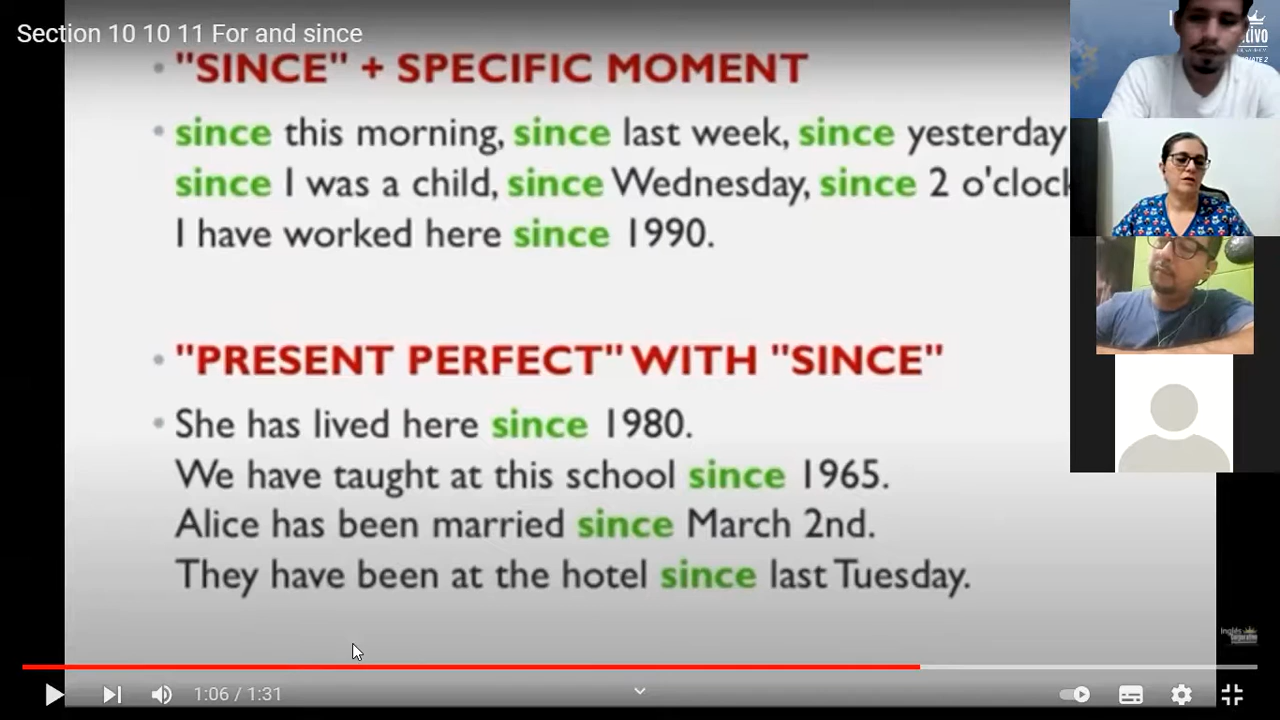 Section 10 10 11 For and since
"SINCE" + SPECIFIC MOMENT
since this morning, since last week, since yesterday
since I was a child, since Wednesday, since 2 o'clock
I have worked here since 1990.
"PRESENT PERFECT" WITH "SINCE"
She has lived here since 1980.
We have taught at this school since 1965.
Alice has been married since March 2nd.
They have been at the hotel since last Tuesday.
1:06 / 1:31